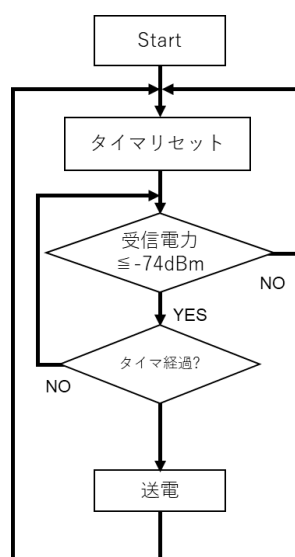 Start
タイマリセット
受信電力
≦-74dBm
NO
YES
タイマ経過?
NO
送電